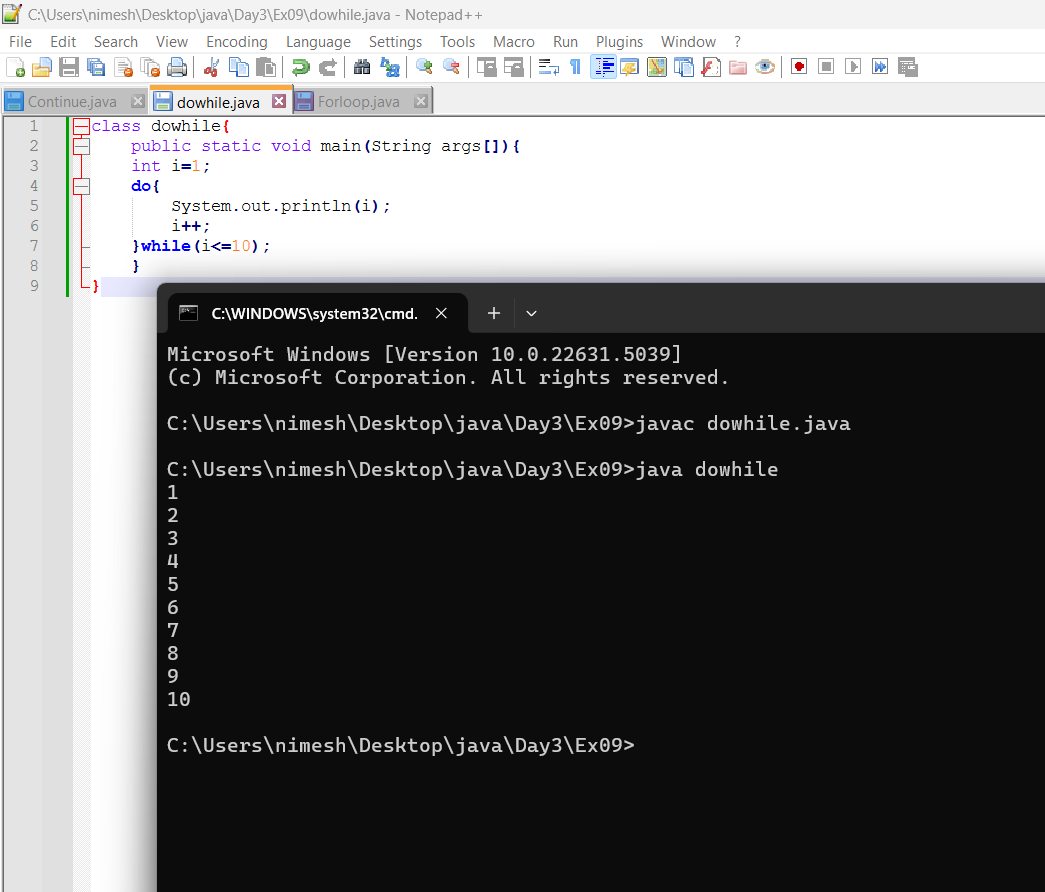 C:\Users\nimesh\Desktop\java\Day3\Ex09\dowhile.java - Notepad++
File Edit Search View Encoding Language Settings Tools Macro Run Plugins Window ?
Continue.java dowhile.java Forloop.java
1 class dowhile{
2 public static void main(String args[]){
3 int i=1;
4 do{
5 System.out.println(i);
6 i++;
7 }while(i<=10);
8 }
9 }
C:\WINDOWS\system32\cmd.
Microsoft Windows [Version 10.0.22631.5039]
(c) Microsoft Corporation. All rights reserved.
C:\Users\nimesh\Desktop\java\Day3\Ex09>javac dowhile.java
C:\Users\nimesh\Desktop\java\Day3\Ex09>java dowhile
1
2
3
4
5
6
7
8
9
10
C:\Users\nimesh\Desktop\java\Day3\Ex09>